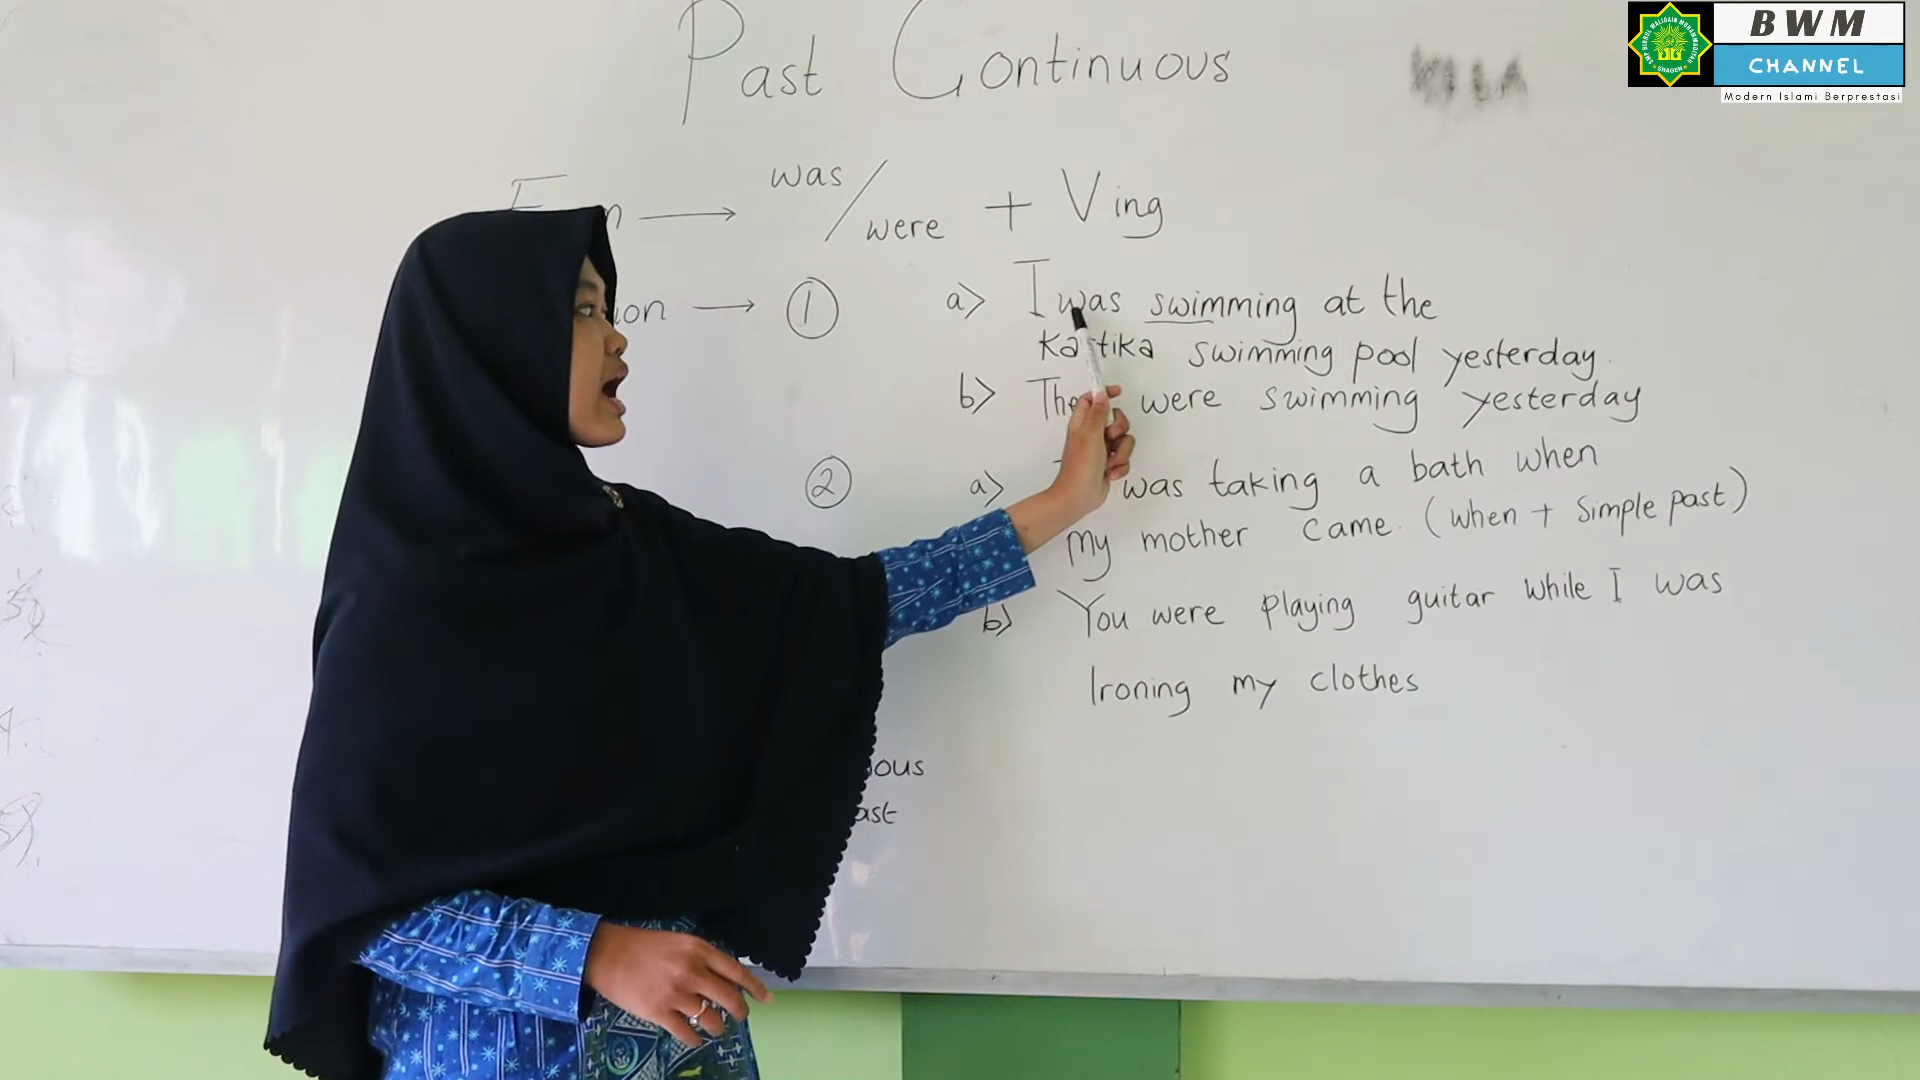 Past Continuous
BWM
CHANNEL
Modern Islami Berprestasi
was / were + Ving
1 a> I was swimming at the
Kartika swimming pool yesterday.
b> They were swimming yesterday
2 a> was taking a bath when
my mother came. (when + simple past)
b> You were playing guitar while I was
Ironing my clothes